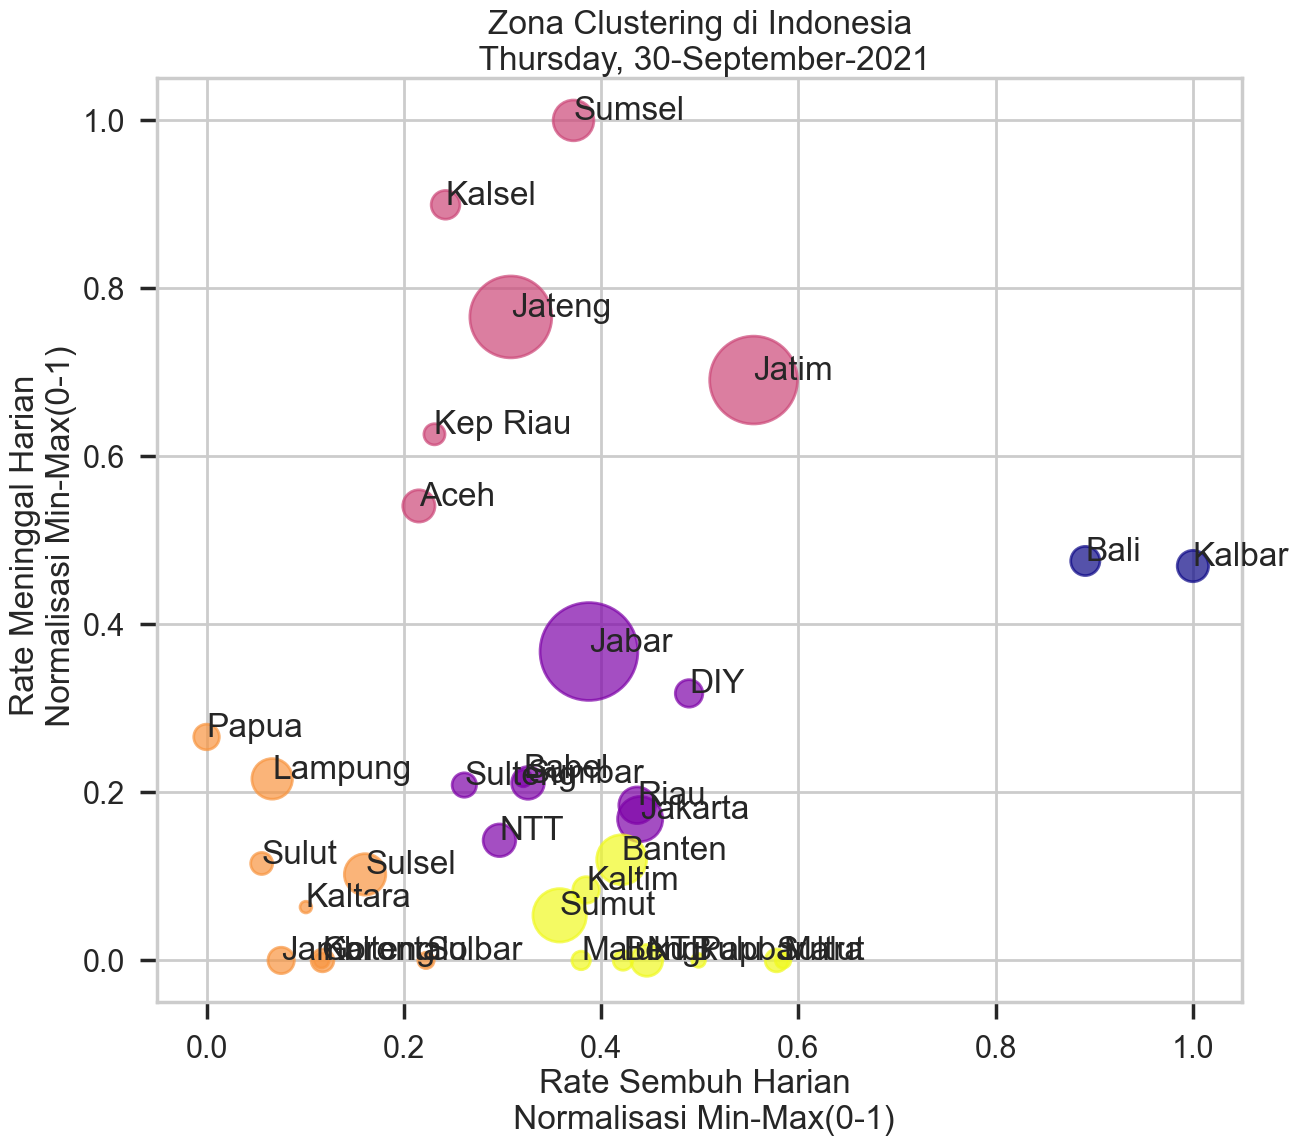 Zona Clustering di Indonesia
Thursday, 30-September-2021
Rate Meninggal Harian
Normalisasi Min-Max(0-1)
1.0
0.8
0.6
0.4
0.2
0.0
Sumsel
Kalsel
Jateng
Jatim
Kep Riau
Aceh
Bali
Kalbar
Jabar
DIY
Papua
Lampung
Sulteng
Babel
Sumbar
Riau
Jakarta
NTT
Banten
Sulut
Sulsel
Kaltim
Kaltara
Sumut
Sulbar
0.0
0.2
0.4
0.6
0.8
1.0
Rate Sembuh Harian
Normalisasi Min-Max(0-1)